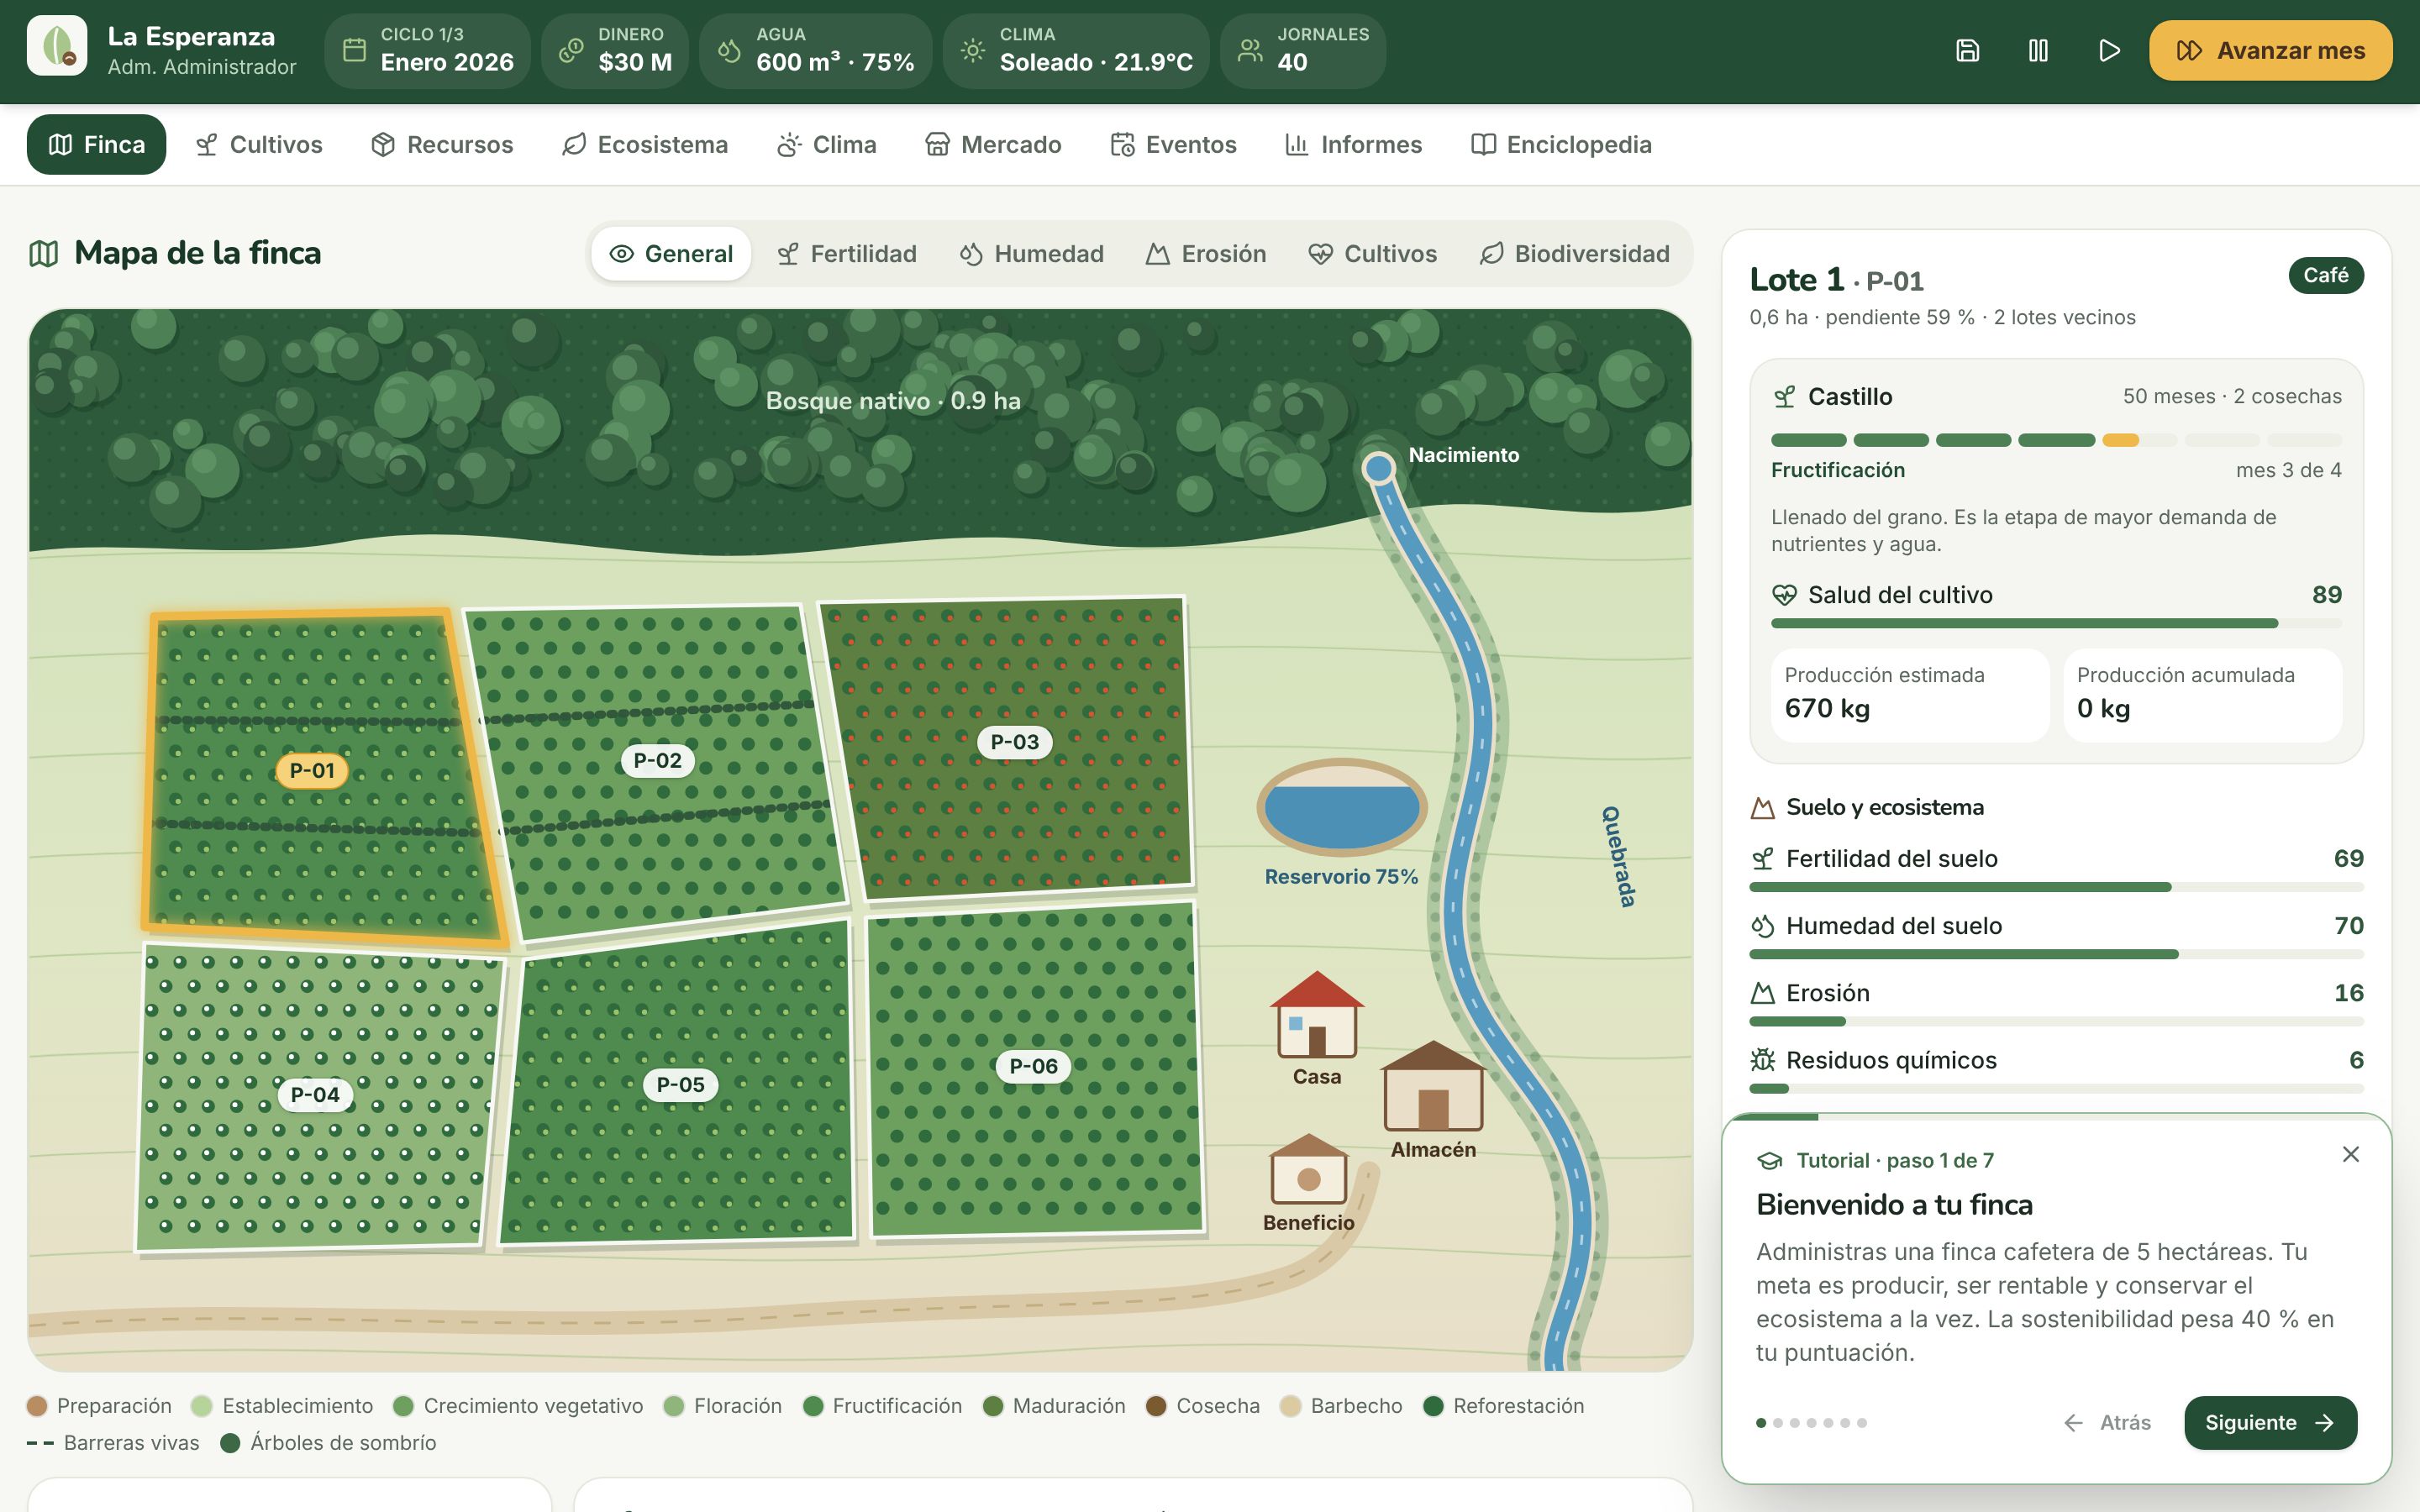 La Esperanza
Adm. Administrador
CICLO 1/3
Enero 2026
DINERO
$30 M
AGUA
600 m³ · 75%
CLIMA
Soleado · 21.9°C
JORNALES
40
Avanzar mes
Finca
Cultivos
Recursos
Ecosistema
Clima
Mercado
Eventos
Informes
Enciclopedia
Mapa de la finca
General
Fertilidad
Humedad
Erosión
Cultivos
Biodiversidad
Bosque nativo · 0.9 ha
Nacimiento
P-01
P-02
P-03
Reservorio 75%
Quebrada
P-04
P-05
P-06
Casa
Almacén
Beneficio
Preparación
Establecimiento
Crecimiento vegetativo
Floración
Fructificación
Maduración
Cosecha
Barbecho
Reforestación
Barreras vivas
Árboles de sombrío
Lote 1 · P-01
Café
0,6 ha · pendiente 59 % · 2 lotes vecinos
Castillo
50 meses · 2 cosechas
Fructificación
mes 3 de 4
Llenado del grano. Es la etapa de mayor demanda de
nutrientes y agua.
Salud del cultivo
89
Producción estimada
670 kg
Producción acumulada
0 kg
Suelo y ecosistema
Fertilidad del suelo
69
Humedad del suelo
70
Erosión
16
Residuos químicos
6
Tutorial · paso 1 de 7
Bienvenido a tu finca
Administras una finca cafetera de 5 hectáreas. Tu
meta es producir, ser rentable y conservar el
ecosistema a la vez. La sostenibilidad pesa 40 % en
tu puntuación.
Atrás
Siguiente